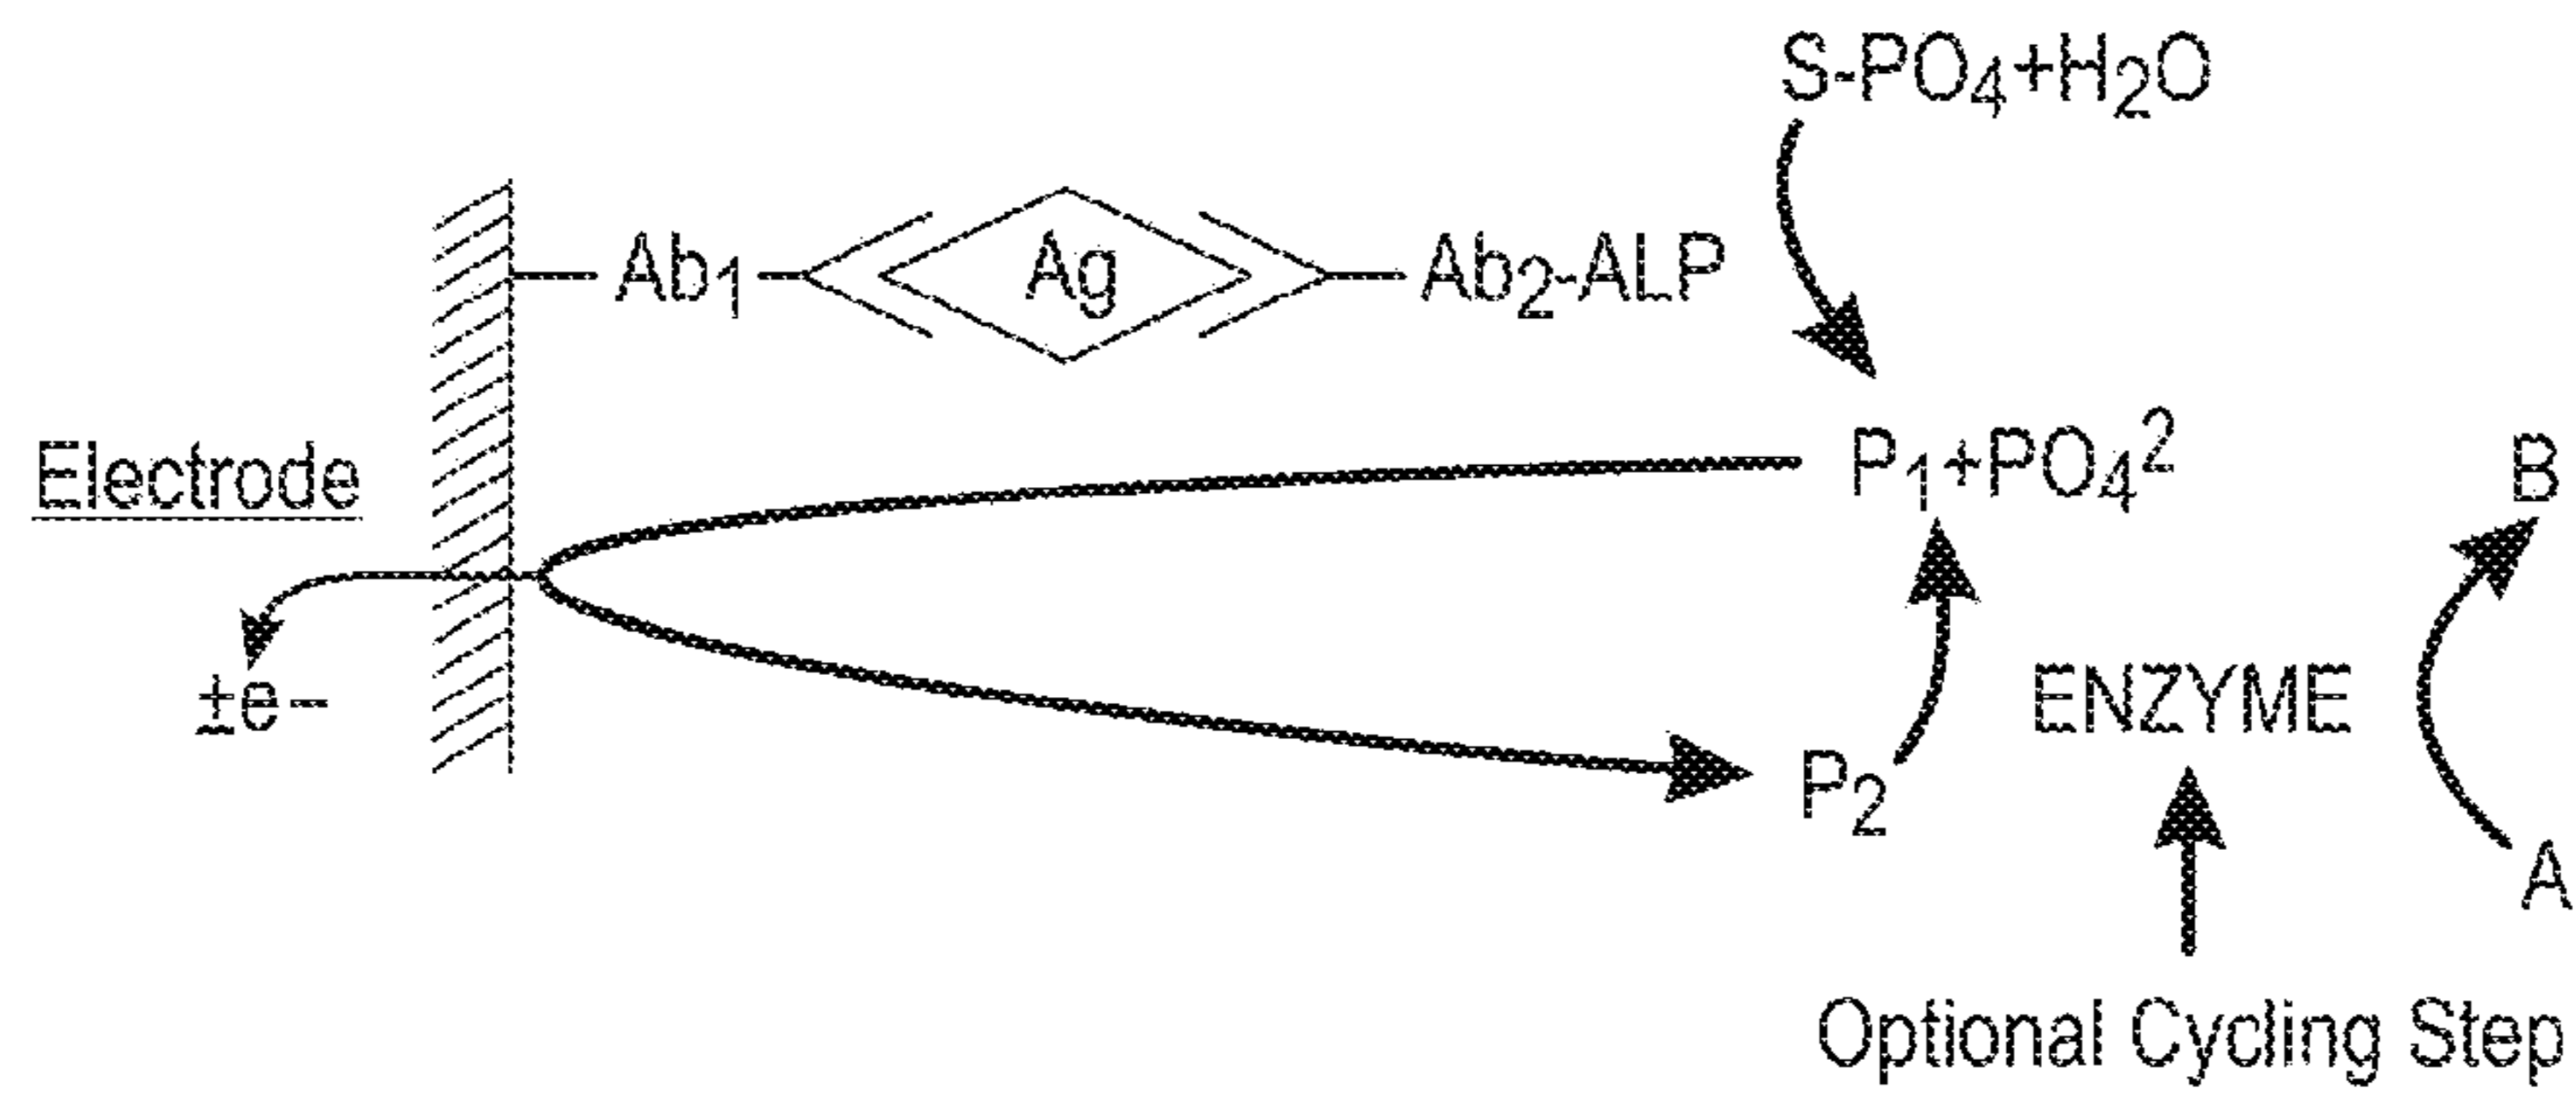 S-PO₄+H₂O
Ab₁ Ag Ab₂-ALP
Electrode P₁+PO₄² B
±e- ENZYME
P₂ A
Optional Cycling Step